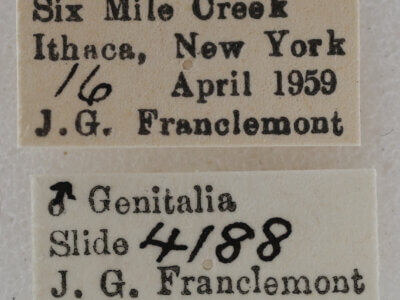 Six Mile Creek
Ithaca, New York
16 April 1959
J.G. Franclemont
♂ Genitalia
Slide 4188
J. G. Franclemont